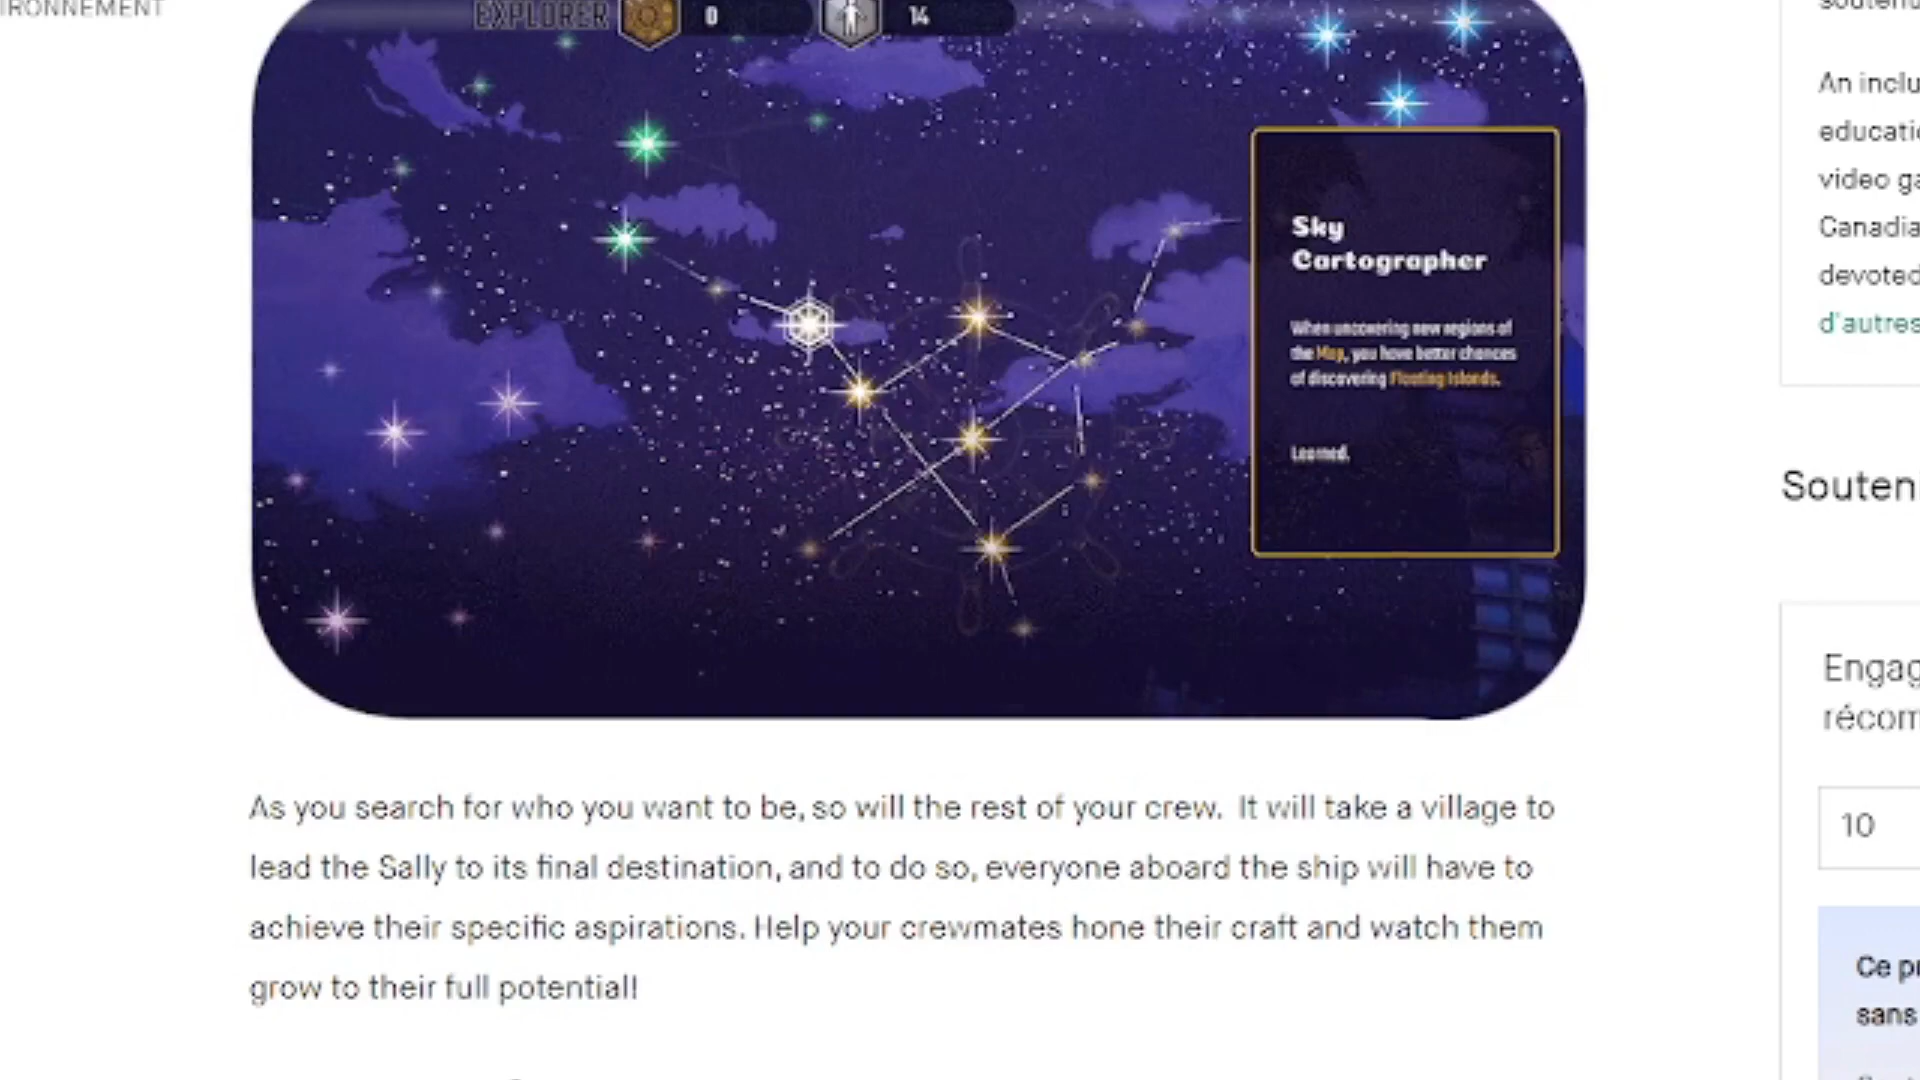 IRONNEMENT
EXPLORER 0 14
Sky
Cartographer
When uncovering new regions of
the Map, you have better chances
of discovering Floating Islands.
Learned.
As you search for who you want to be, so will the rest of your crew. It will take a village to
lead the Sally to its final destination, and to do so, everyone aboard the ship will have to
achieve their specific aspirations. Help your crewmates hone their craft and watch them
grow to their full potential!
soutenu
An inclu
educatio
video ga
Canadia
devoted
d'autres
Souteni
Engag
récom
10
Ce pr
sans